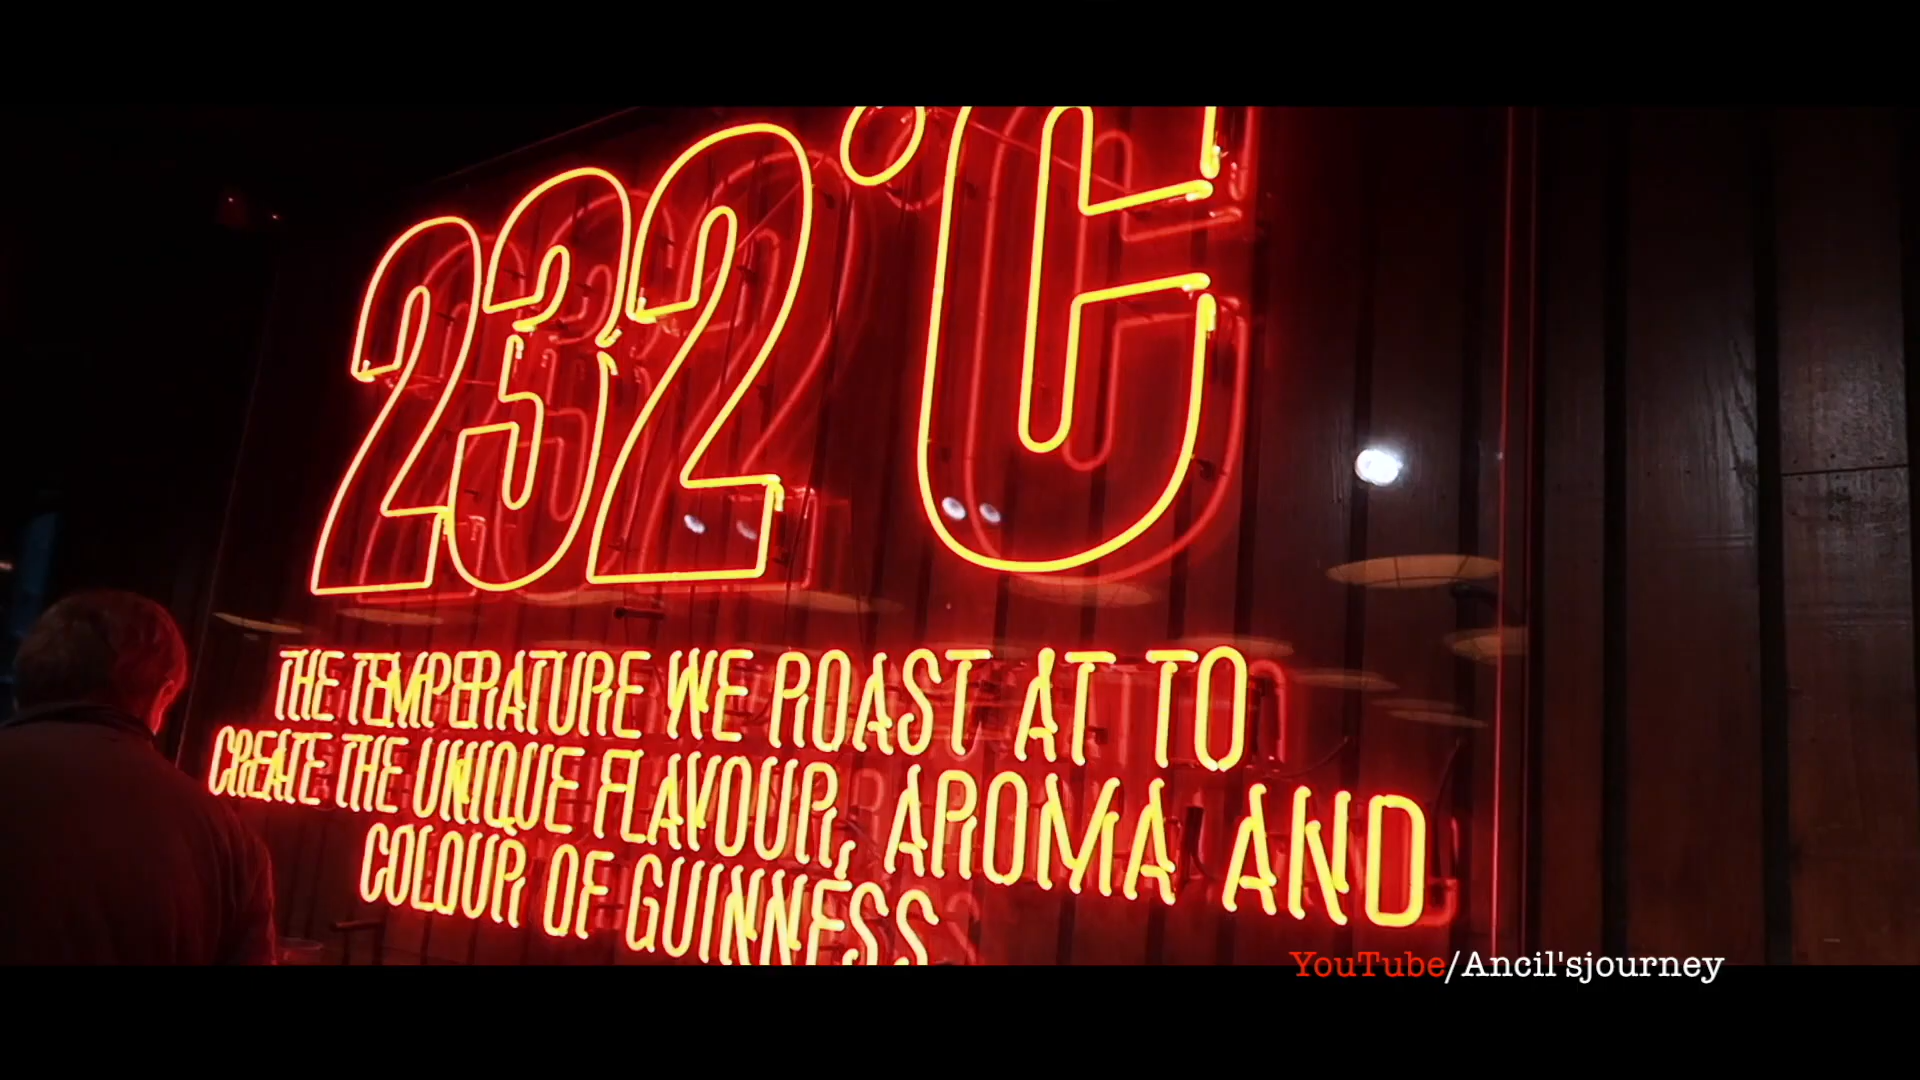 232°C
THE TEMPERATURE WE ROAST AT TO
CREATE THE UNIQUE FLAVOUR, AROMA AND
COLOUR OF GUINNESS
YouTube/Ancil'sjourney